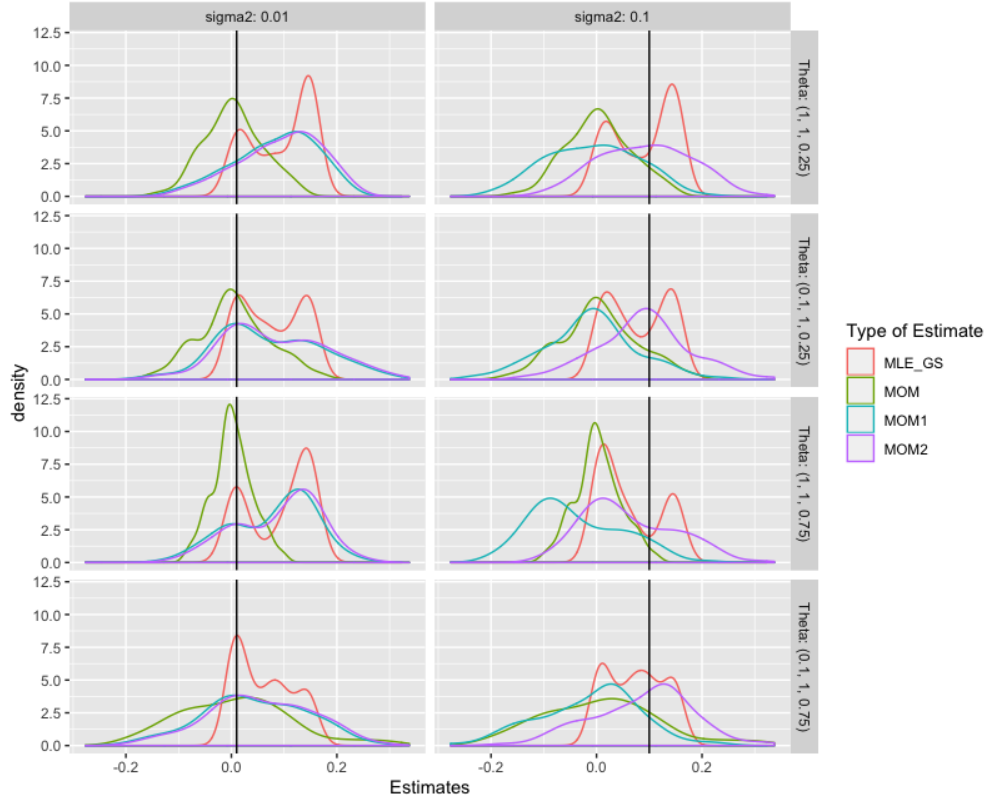 sigma2: 0.01
sigma2: 0.1
12.5
10.0
7.5
5.0
2.5
0.0
Theta: (1, 1, 0.25)
12.5
10.0
7.5
5.0
2.5
0.0
Theta: (0.1, 1, 0.25)
12.5
10.0
7.5
5.0
2.5
0.0
Theta: (1, 1, 0.75)
12.5
10.0
7.5
5.0
2.5
0.0
Theta: (0.1, 1, 0.75)
density
-0.2
0.0
0.2
-0.2
0.0
0.2
Estimates
Type of Estimate
MLE_GS
MOM
MOM1
MOM2